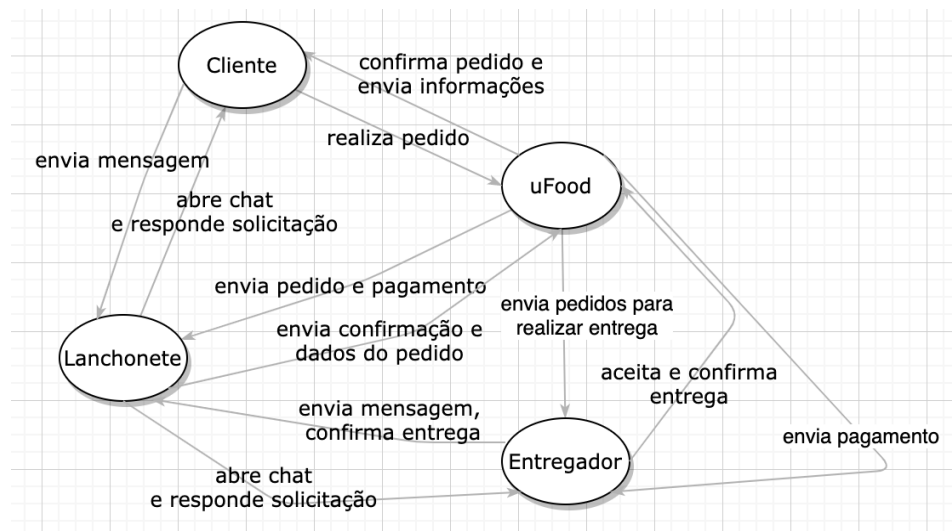 Cliente
confirma pedido e
envia informações
realiza pedido
envia mensagem
uFood
abre chat
e responde solicitação
envia pedido e pagamento
envia pedidos para
realizar entrega
envia confirmação e
dados do pedido
Lanchonete
aceita e confirma
entrega
envia mensagem,
confirma entrega
envia pagamento
Entregador
abre chat
e responde solicitação